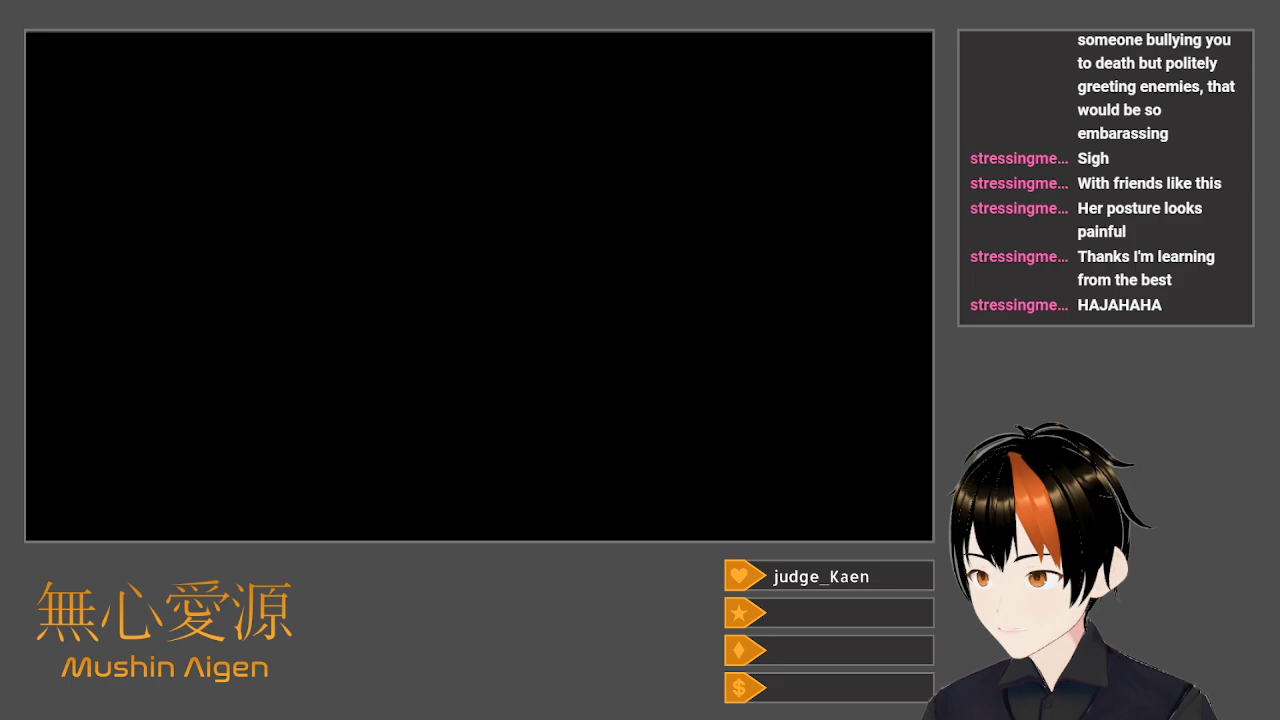 someone bullying you
to death but politely
greeting enemies, that
would be so
embarassing
stressingme… Sigh
stressingme… With friends like this
stressingme… Her posture looks
painful
stressingme… Thanks I'm learning
from the best
stressingme… HAJAHAHA
無心愛源
Mushin Aigen
judge_Kaen
$